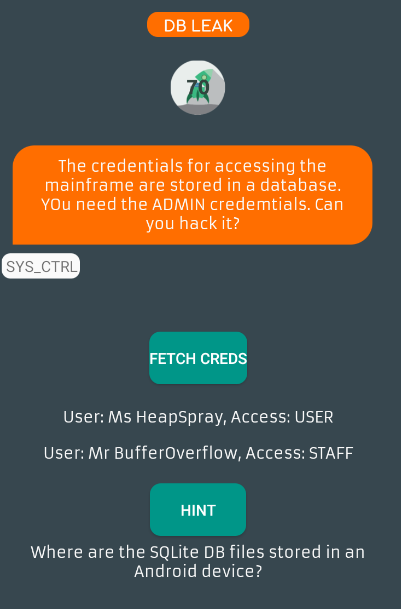 DB LEAK
70
The credentials for accessing the
mainframe are stored in a database.
YOu need the ADMIN credemtials. Can
you hack it?
SYS_CTRL
FETCH CREDS
User: Ms HeapSpray, Access: USER
User: Mr BufferOverflow, Access: STAFF
HINT
Where are the SQLite DB files stored in an
Android device?